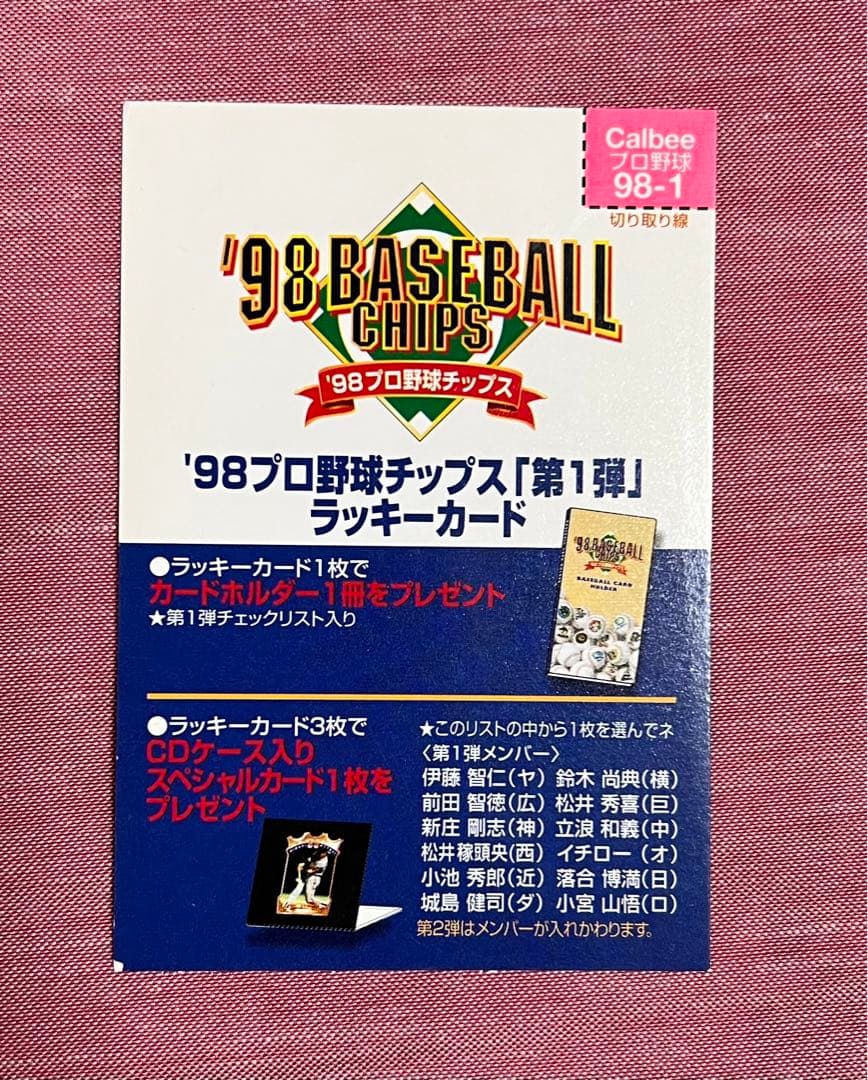 Calbee
プロ野球
98-1
切り取り線
'98 BASEBALL
CHIPS
'98プロ野球チップス
'98プロ野球チップス「第1弾」
ラッキーカード
●ラッキーカード1枚で
カードホルダー1冊をプレゼント
★第1弾チェックリスト入り
'98 BASEBALL
CHIPS
BASEBALL CARD
HOLDER
●ラッキーカード3枚で
CDケース入り
スペシャルカード1枚を
プレゼント
★このリストの中から1枚を選んでネ
〈第1弾メンバー〉
伊藤 智仁(ヤ) 鈴木 尚典(横)
前田 智徳(広) 松井 秀喜(巨)
新庄 剛志(神) 立浪 和義(中)
松井稼頭央(西) イチロー (オ)
小池 秀郎(近) 落合 博満(日)
城島 健司(ダ) 小宮 山悟(ロ)
第2弾はメンバーが入れかわります。